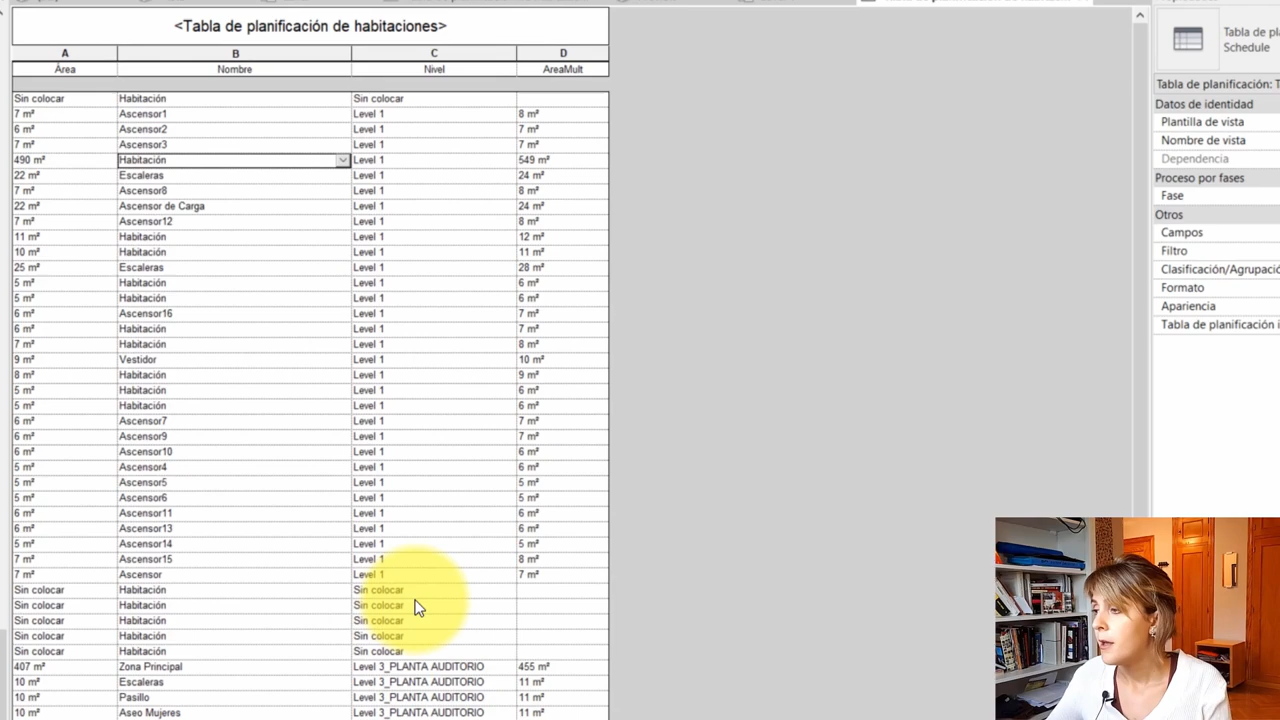 <Tabla de planificación de habitaciones>
A B C D
Área Nombre Nivel AreaMult
Sin colocar Habitación Sin colocar
7 m² Ascensor1 Level 1 8 m²
6 m² Ascensor2 Level 1 7 m²
7 m² Ascensor3 Level 1 7 m²
490 m² Habitación Level 1 549 m²
22 m² Escaleras Level 1 24 m²
7 m² Ascensor8 Level 1 8 m²
22 m² Ascensor de Carga Level 1 24 m²
7 m² Ascensor12 Level 1 8 m²
11 m² Habitación Level 1 12 m²
10 m² Habitación Level 1 11 m²
25 m² Escaleras Level 1 28 m²
5 m² Habitación Level 1 6 m²
5 m² Habitación Level 1 6 m²
6 m² Ascensor16 Level 1 7 m²
6 m² Habitación Level 1 7 m²
7 m² Habitación Level 1 8 m²
9 m² Vestidor Level 1 10 m²
8 m² Habitación Level 1 9 m²
5 m² Habitación Level 1 6 m²
5 m² Habitación Level 1 6 m²
6 m² Ascensor7 Level 1 7 m²
6 m² Ascensor9 Level 1 7 m²
6 m² Ascensor10 Level 1 6 m²
5 m² Ascensor4 Level 1 6 m²
5 m² Ascensor5 Level 1 5 m²
5 m² Ascensor6 Level 1 5 m²
6 m² Ascensor11 Level 1 6 m²
6 m² Ascensor13 Level 1 6 m²
5 m² Ascensor14 Level 1 5 m²
7 m² Ascensor15 Level 1 8 m²
7 m² Ascensor Level 1 7 m²
Sin colocar Habitación Sin colocar
Sin colocar Habitación Sin colocar
Sin colocar Habitación Sin colocar
Sin colocar Habitación Sin colocar
Sin colocar Habitación Sin colocar
407 m² Zona Principal Level 3_PLANTA AUDITORIO 455 m²
10 m² Escaleras Level 3_PLANTA AUDITORIO 11 m²
10 m² Pasillo Level 3_PLANTA AUDITORIO 11 m²
10 m² Aseo Mujeres Level 3_PLANTA AUDITORIO 11 m²
Tabla de pla
Schedule
Tabla de planificación: T
Datos de identidad
Plantilla de vista
Nombre de vista
Dependencia
Proceso por fases
Fase
Otros
Campos
Filtro
Clasificación/Agrupació
Formato
Apariencia
Tabla de planificación i